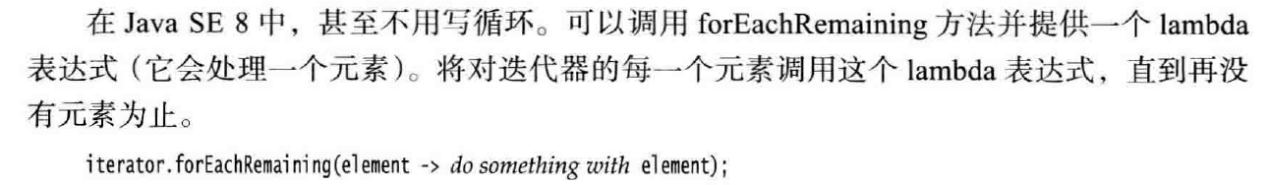 在 Java SE 8 中，甚至不用写循环。可以调用 forEachRemaining 方法并提供一个 lambda
表达式（它会处理一个元素）。将对迭代器的每一个元素调用这个 lambda 表达式，直到再没
有元素为止。
iterator.forEachRemaining(element -> do something with element);